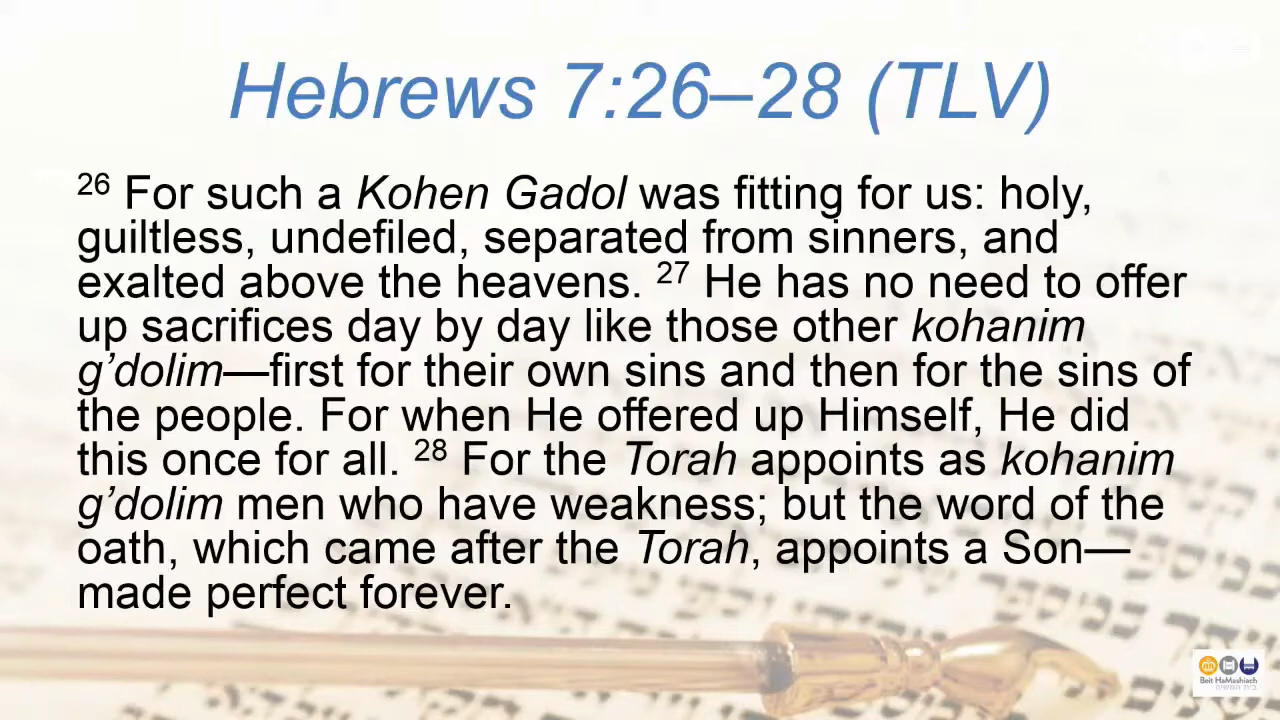 Hebrews 7:26–28 (TLV)
26 For such a Kohen Gadol was fitting for us: holy,
guiltless, undefiled, separated from sinners, and
exalted above the heavens. 27 He has no need to offer
up sacrifices day by day like those other kohanim
g’dolim—first for their own sins and then for the sins of
the people. For when He offered up Himself, He did
this once for all. 28 For the Torah appoints as kohanim
g’dolim men who have weakness; but the word of the
oath, which came after the Torah, appoints a Son—
made perfect forever.
Beit HaMashiach
בית המשיח